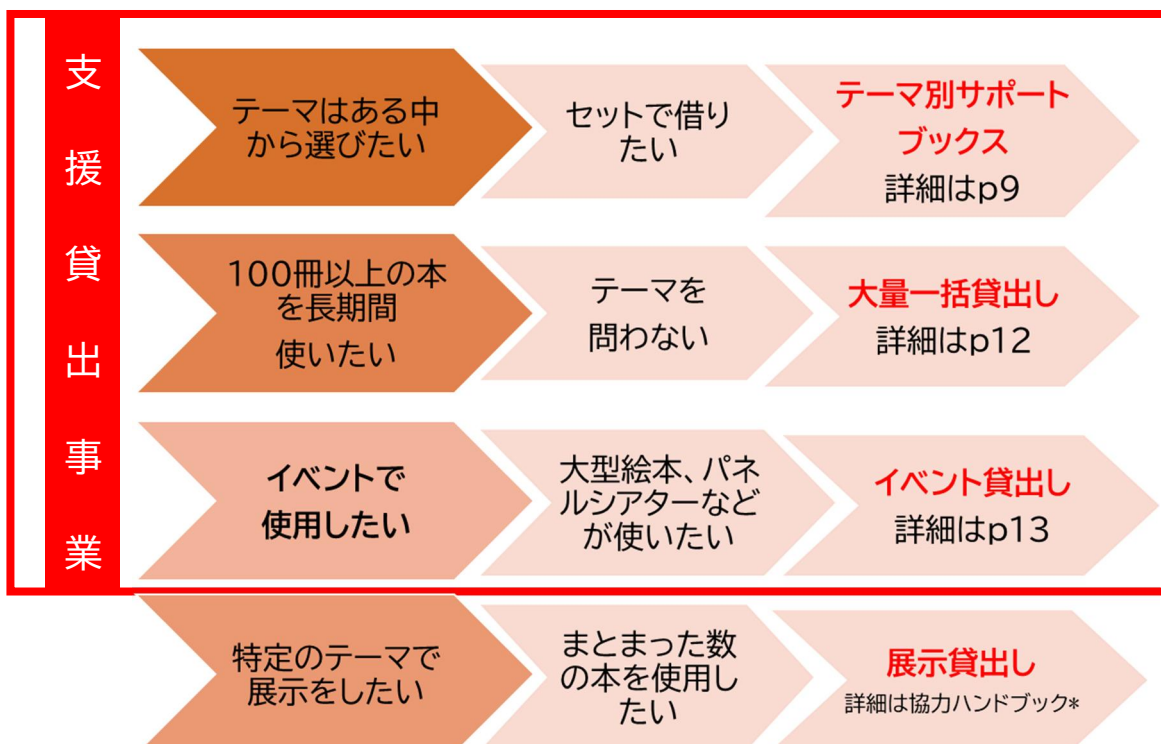 支援貸出事業
テーマはある中
から選びたい
セットで借り
たい
テーマ別サポート
ブックス
詳細はp9
100冊以上の本
を長期間
使いたい
テーマを
問わない
大量一括貸出し
詳細はp12
イベントで
使用したい
大型絵本、パネ
ルシアターなど
が使いたい
イベント貸出し
詳細はp13
特定のテーマで
展示をしたい
まとまった数
の本を使用し
たい
展示貸出し
詳細は協力ハンドブック*